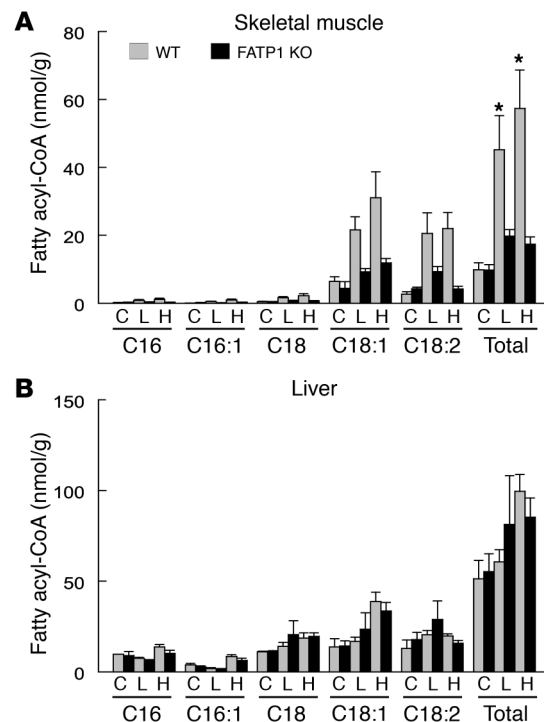 A Skeletal muscle
WT FATP1 KO
Fatty acyl-CoA (nmol/g)
80
60
40
20
0
* *
C L H C L H C L H C L H C L H C L H
C16 C16:1 C18 C18:1 C18:2 Total
B Liver
Fatty acyl-CoA (nmol/g)
150
100
50
0
C L H C L H C L H C L H C L H C L H
C16 C16:1 C18 C18:1 C18:2 Total